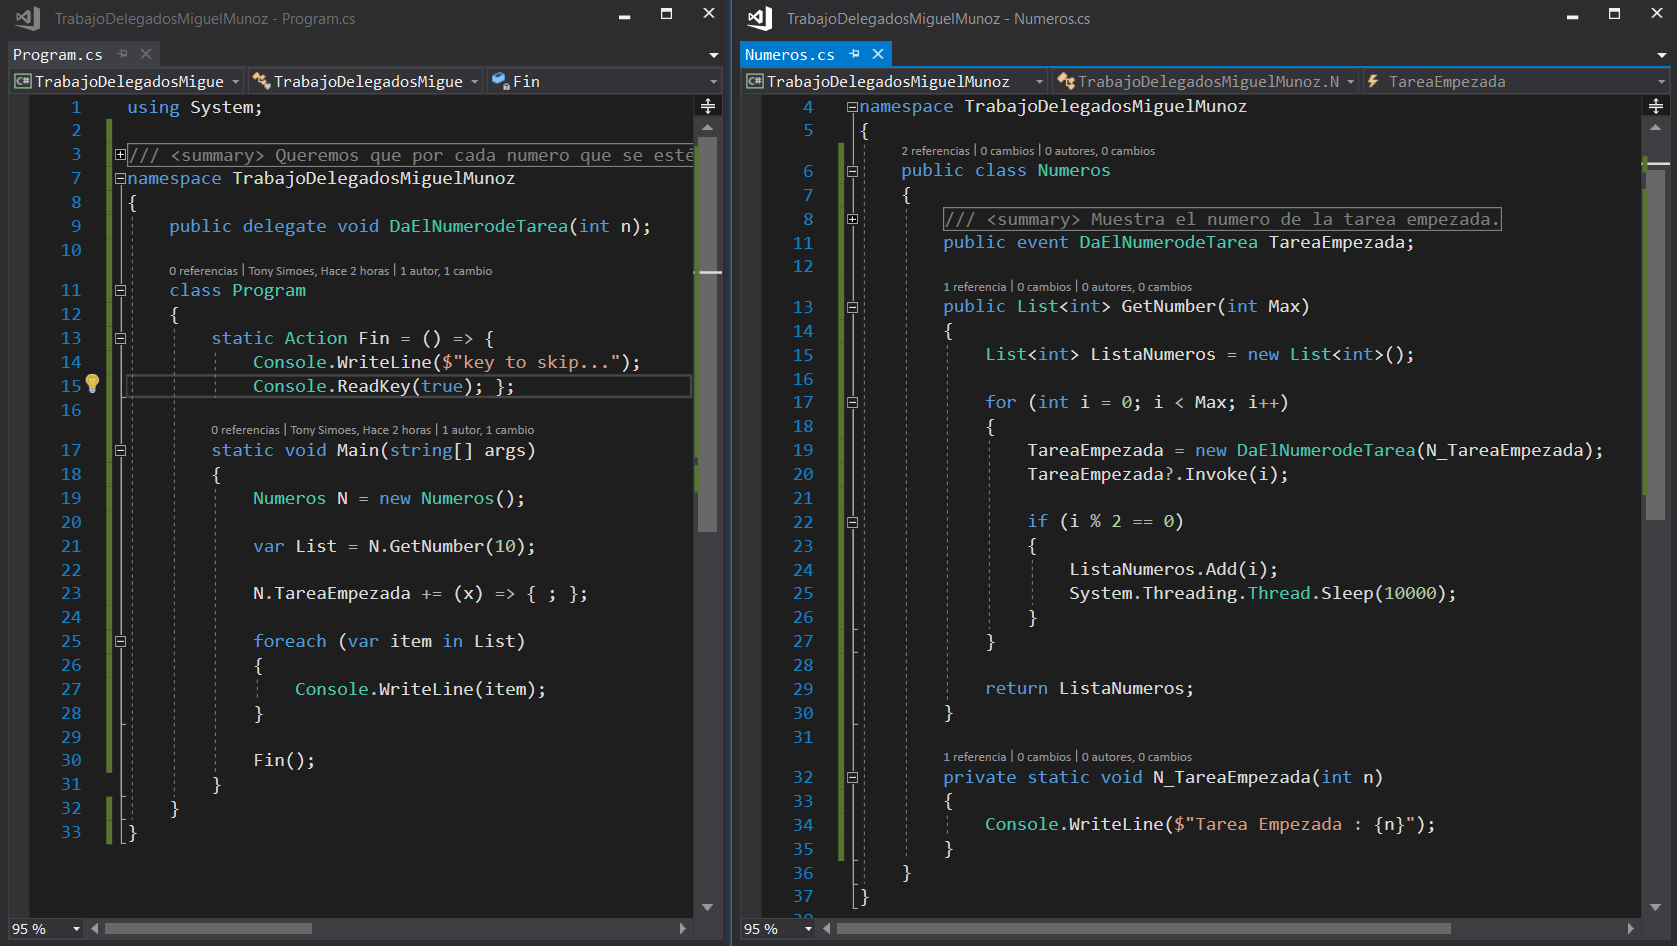 TrabajoDelegadosMiguelMunoz - Program.cs
Program.cs
TrabajoDelegadosMigue TrabajoDelegadosMigue Fin
1 using System;
2
3 /// <summary> Queremos que por cada numero que se esté
7 namespace TrabajoDelegadosMiguelMunoz
8 {
9 public delegate void DaElNumerodeTarea(int n);
10
0 referencias | Tony Simoes, Hace 2 horas | 1 autor, 1 cambio
11 class Program
12 {
13 static Action Fin = () => {
14 Console.WriteLine($"key to skip...");
15 Console.ReadKey(true); };
16
0 referencias | Tony Simoes, Hace 2 horas | 1 autor, 1 cambio
17 static void Main(string[] args)
18 {
19 Numeros N = new Numeros();
20
21 var List = N.GetNumber(10);
22
23 N.TareaEmpezada += (x) => { ; };
24
25 foreach (var item in List)
26 {
27 Console.WriteLine(item);
28 }
29
30 Fin();
31 }
32 }
33 }
95 %
TrabajoDelegadosMiguelMunoz - Numeros.cs
Numeros.cs
TrabajoDelegadosMiguelMunoz TrabajoDelegadosMiguelMunoz.N TareaEmpezada
4 namespace TrabajoDelegadosMiguelMunoz
5 {
2 referencias | 0 cambios | 0 autores, 0 cambios
6 public class Numeros
7 {
8 /// <summary> Muestra el numero de la tarea empezada.
11 public event DaElNumerodeTarea TareaEmpezada;
12
1 referencia | 0 cambios | 0 autores, 0 cambios
13 public List<int> GetNumber(int Max)
14 {
15 List<int> ListaNumeros = new List<int>();
16
17 for (int i = 0; i < Max; i++)
18 {
19 TareaEmpezada = new DaElNumerodeTarea(N_TareaEmpezada);
20 TareaEmpezada?.Invoke(i);
21
22 if (i % 2 == 0)
23 {
24 ListaNumeros.Add(i);
25 System.Threading.Thread.Sleep(10000);
26 }
27 }
28
29 return ListaNumeros;
30 }
31
1 referencia | 0 cambios | 0 autores, 0 cambios
32 private static void N_TareaEmpezada(int n)
33 {
34 Console.WriteLine($"Tarea Empezada : {n}");
35 }
36 }
37 }
95 %